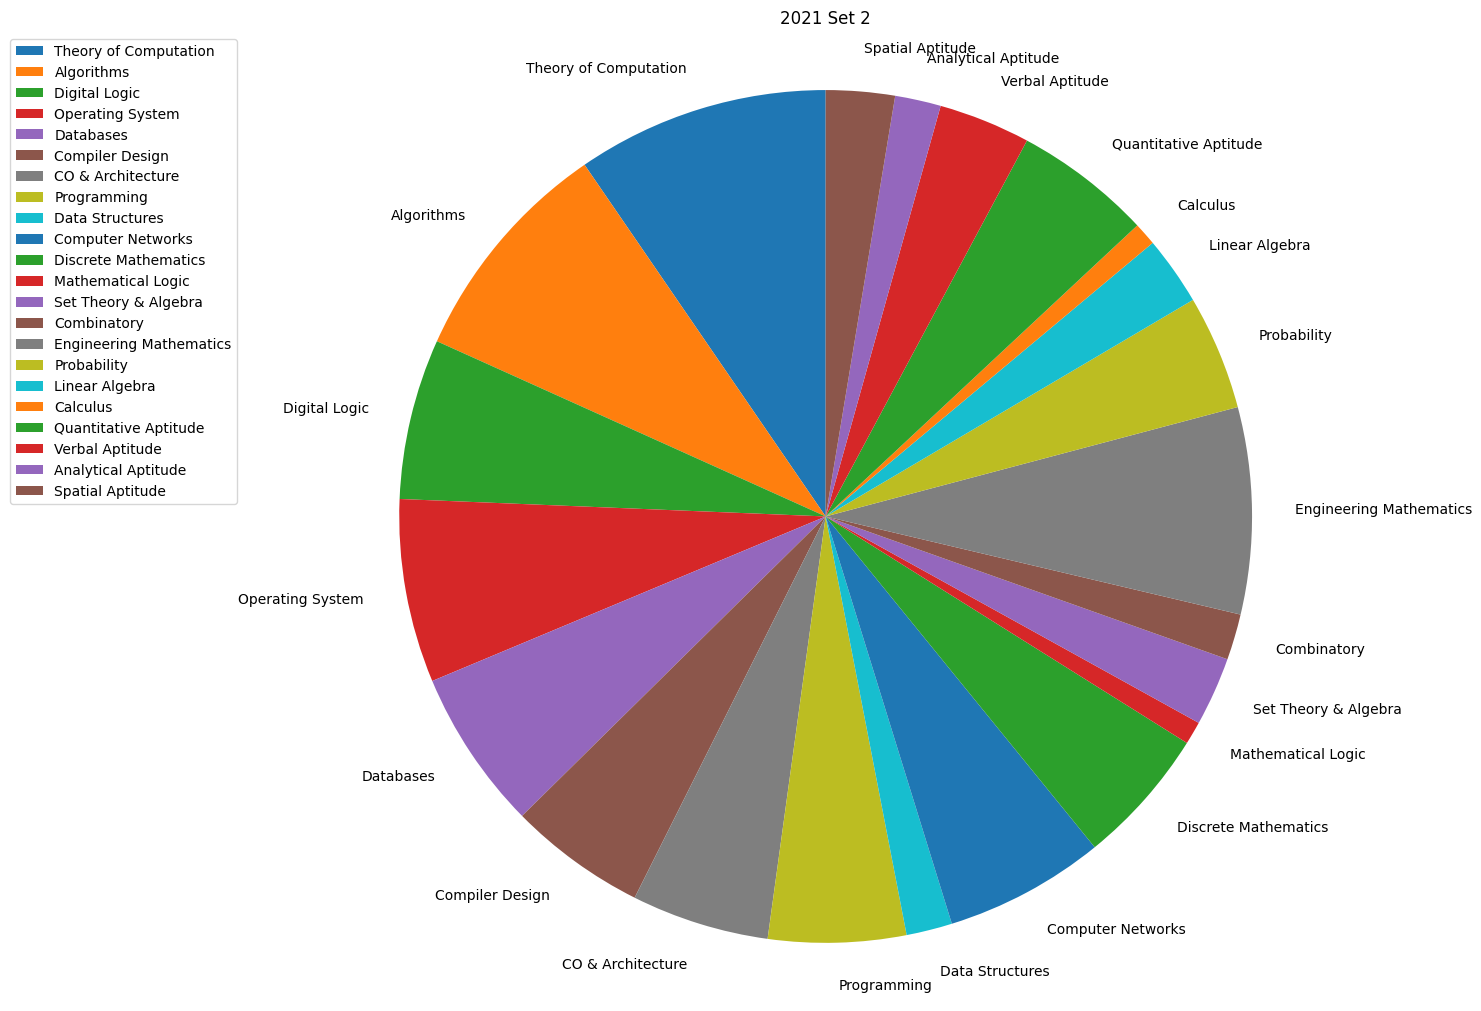 2021 Set 2
Theory of Computation
Algorithms
Digital Logic
Operating System
Databases
Compiler Design
CO & Architecture
Programming
Data Structures
Computer Networks
Discrete Mathematics
Mathematical Logic
Set Theory & Algebra
Combinatory
Engineering Mathematics
Probability
Linear Algebra
Calculus
Quantitative Aptitude
Verbal Aptitude
Analytical Aptitude
Spatial Aptitude
Theory of Computation
Algorithms
Digital Logic
Operating System
Databases
Compiler Design
CO & Architecture
Programming
Data Structures
Computer Networks
Discrete Mathematics
Mathematical Logic
Set Theory & Algebra
Combinatory
Engineering Mathematics
Probability
Linear Algebra
Calculus
Quantitative Aptitude
Verbal Aptitude
Analytical Aptitude
Spatial Aptitude